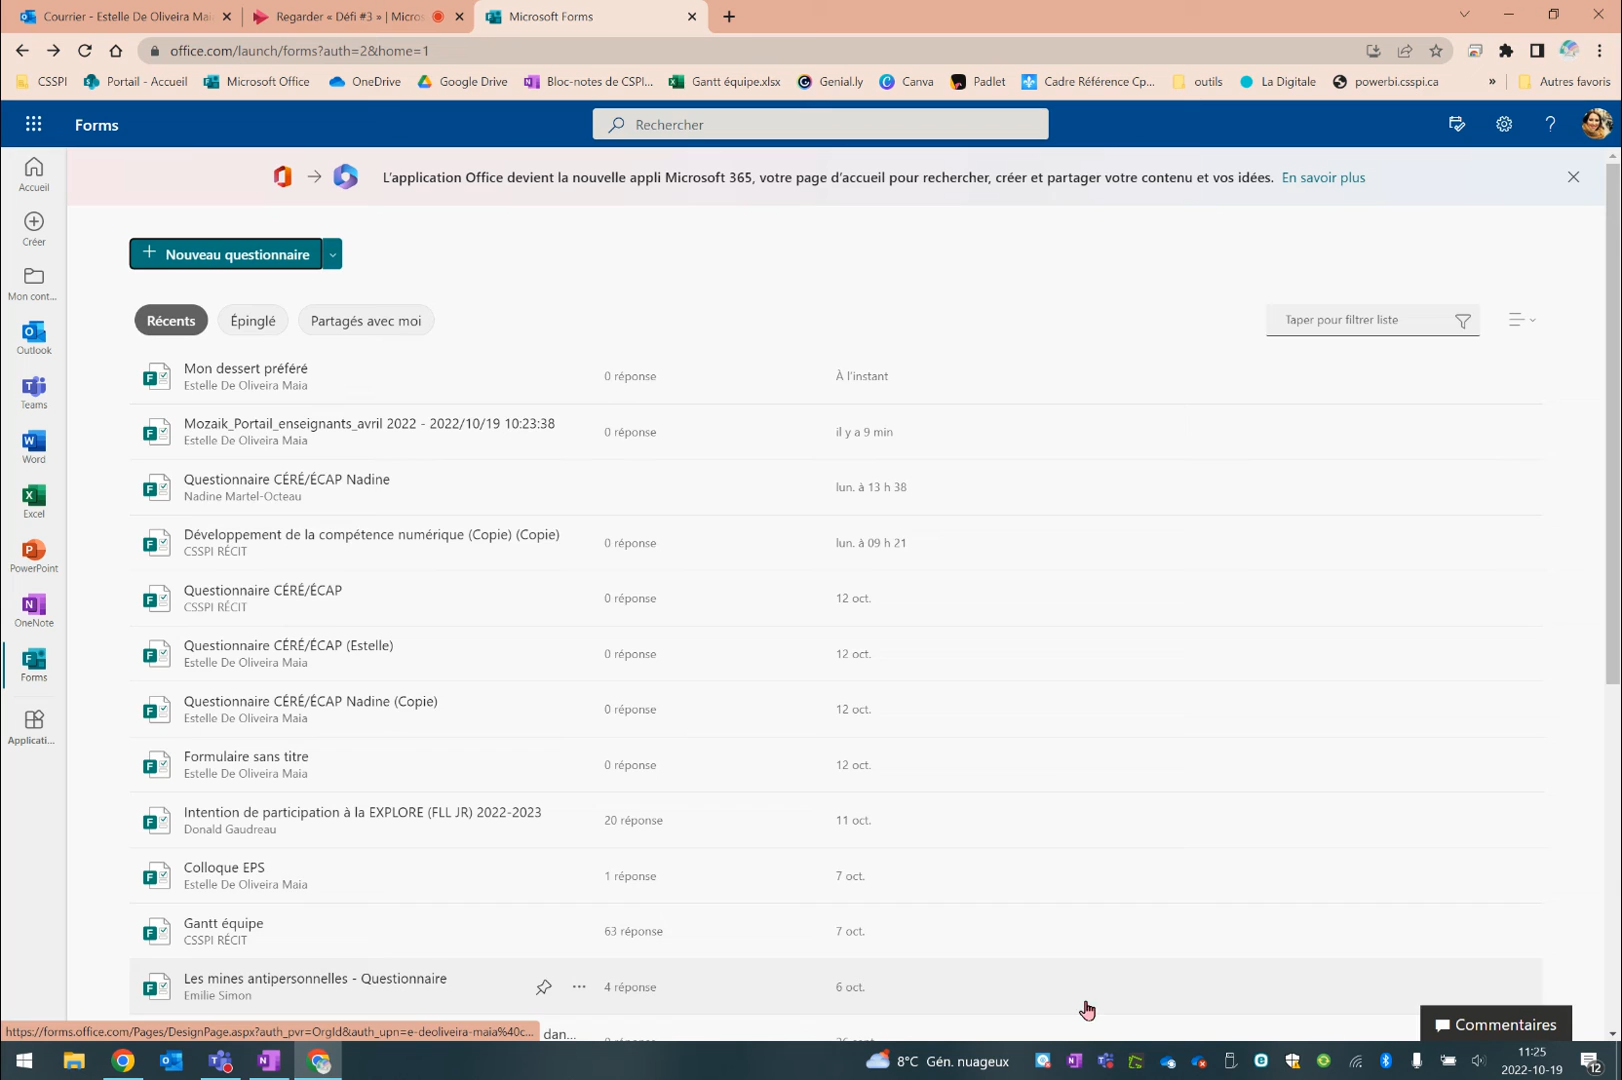 Courrier - Estelle De Oliveira Mai
Regarder « Défi #3 » | Micros
Microsoft Forms
office.com/launch/forms?auth=2&home=1
CSSPI
Portail - Accueil
Microsoft Office
OneDrive
Google Drive
Bloc-notes de CSPI...
Gantt équipe.xlsx
Genial.ly
Canva
Padlet
Cadre Référence Cp...
outils
La Digitale
powerbi.csspi.ca
»
Autres favoris
Forms
Rechercher
Accueil
L'application Office devient la nouvelle appli Microsoft 365, votre page d'accueil pour rechercher, créer et partager votre contenu et vos idées. En savoir plus
Créer
Mon cont...
Outlook
Teams
Word
Excel
PowerPoint
OneNote
Forms
Applicati...
+ Nouveau questionnaire
Récents
Épinglé
Partagés avec moi
Taper pour filtrer liste
Mon dessert préféré
Estelle De Oliveira Maia
0 réponse
À l'instant
Mozaik_Portail_enseignants_avril 2022 - 2022/10/19 10:23:38
Estelle De Oliveira Maia
0 réponse
il y a 9 min
Questionnaire CÉRÉ/ÉCAP Nadine
Nadine Martel-Octeau
lun. à 13 h 38
Développement de la compétence numérique (Copie) (Copie)
CSSPI RÉCIT
0 réponse
lun. à 09 h 21
Questionnaire CÉRÉ/ÉCAP
CSSPI RÉCIT
0 réponse
12 oct.
Questionnaire CÉRÉ/ÉCAP (Estelle)
Estelle De Oliveira Maia
0 réponse
12 oct.
Questionnaire CÉRÉ/ÉCAP Nadine (Copie)
Estelle De Oliveira Maia
0 réponse
12 oct.
Formulaire sans titre
Estelle De Oliveira Maia
0 réponse
12 oct.
Intention de participation à la EXPLORE (FLL JR) 2022-2023
Donald Gaudreau
20 réponse
11 oct.
Colloque EPS
Estelle De Oliveira Maia
1 réponse
7 oct.
Gantt équipe
CSSPI RÉCIT
63 réponse
7 oct.
Les mines antipersonnelles - Questionnaire
Emilie Simon
4 réponse
6 oct.
Commentaires
https://forms.office.com/Pages/DesignPage.aspx?auth_pvr=OrgId&auth_upn=e-deoliveira-maia%40c...
dan...
8°C Gén. nuageux
11:25
2022-10-19
12